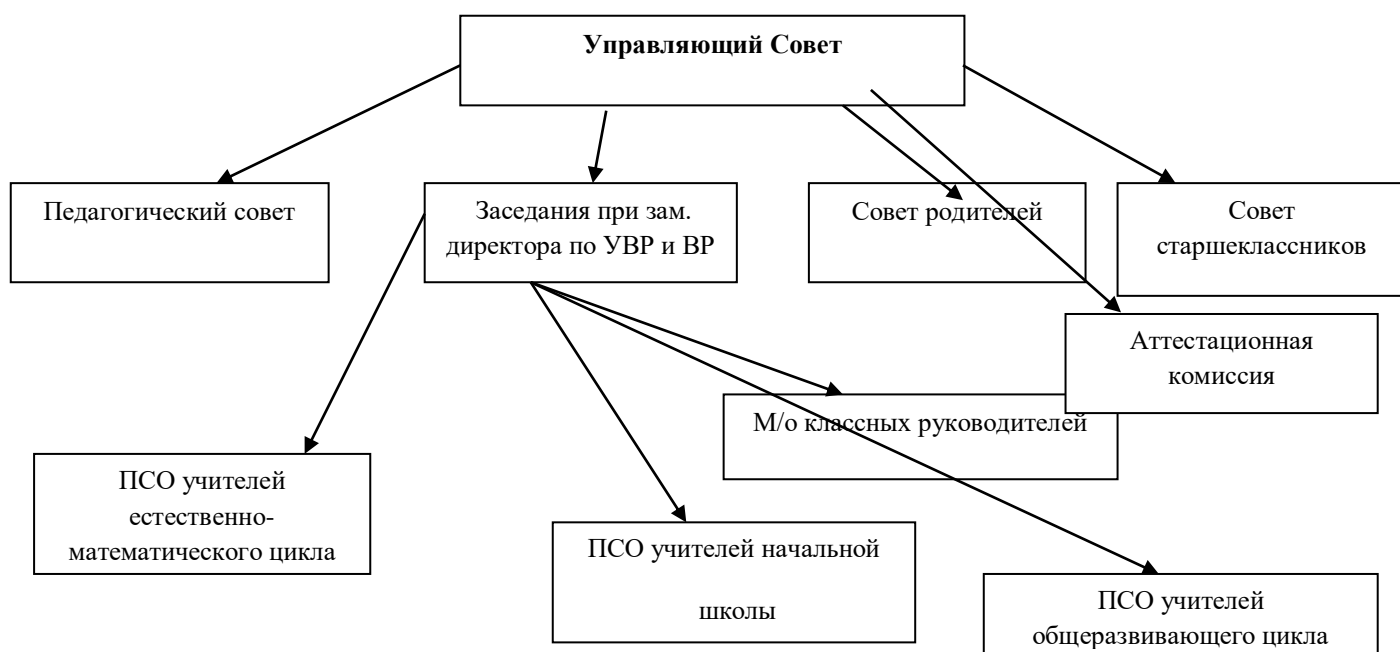 Управляющий Совет
Педагогический совет
Заседания при зам.
директора по УВР и ВР
Совет родителей
Совет
старшеклассников
Аттестационная
комиссия
М/о классных руководителей
ПСО учителей
естественно-
математического цикла
ПСО учителей начальной
школы
ПСО учителей
общеразвивающего цикла